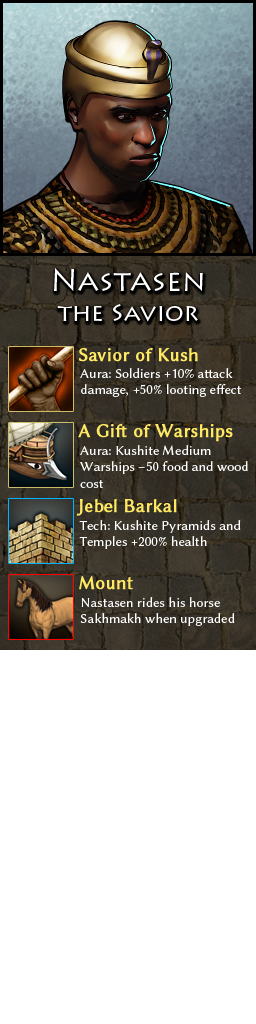 Nastasen
the Savior
Savior of Kush
Aura: Soldiers +10% attack
damage, +50% looting effect
A Gift of Warships
Aura: Kushite Medium
Warships −50 food and wood
cost
Jebel Barkal
Tech: Kushite Pyramids and
Temples +200% health
Mount
Nastasen rides his horse
Sakhmakh when upgraded